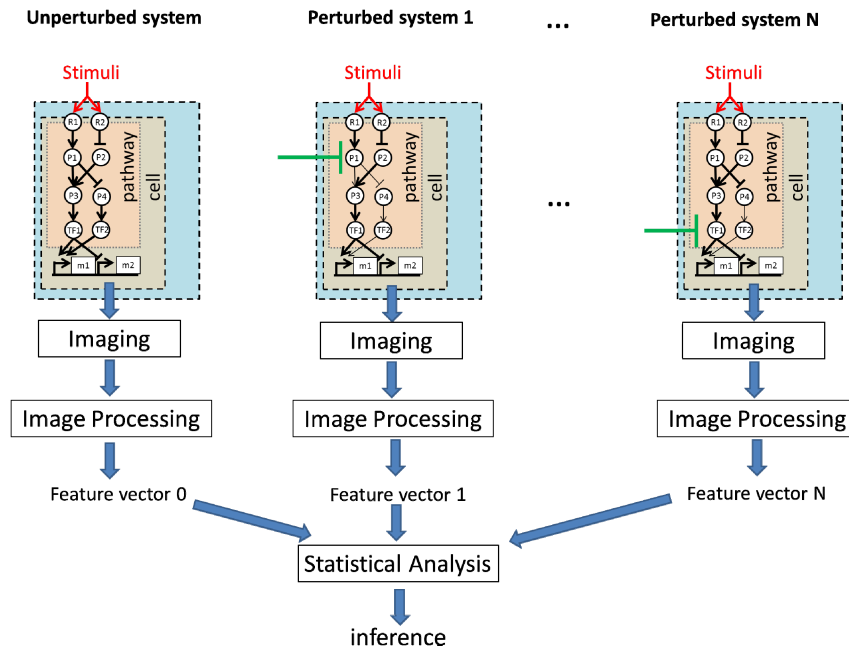 Unperturbed system
Perturbed system 1
...
Perturbed system N
Stimuli
Stimuli
Stimuli
R1 R2
P1 P2
P3 P4
TF1 TF2
m1 m2
pathway
cell
R1 R2
P1 P2
P3 P4
TF1 TF2
m1 m2
pathway
cell
...
R1 R2
P1 P2
P3 P4
TF1 TF2
m1 m2
pathway
cell
Imaging
Imaging
Imaging
Image Processing
Image Processing
Image Processing
Feature vector 0
Feature vector 1
Feature vector N
Statistical Analysis
inference